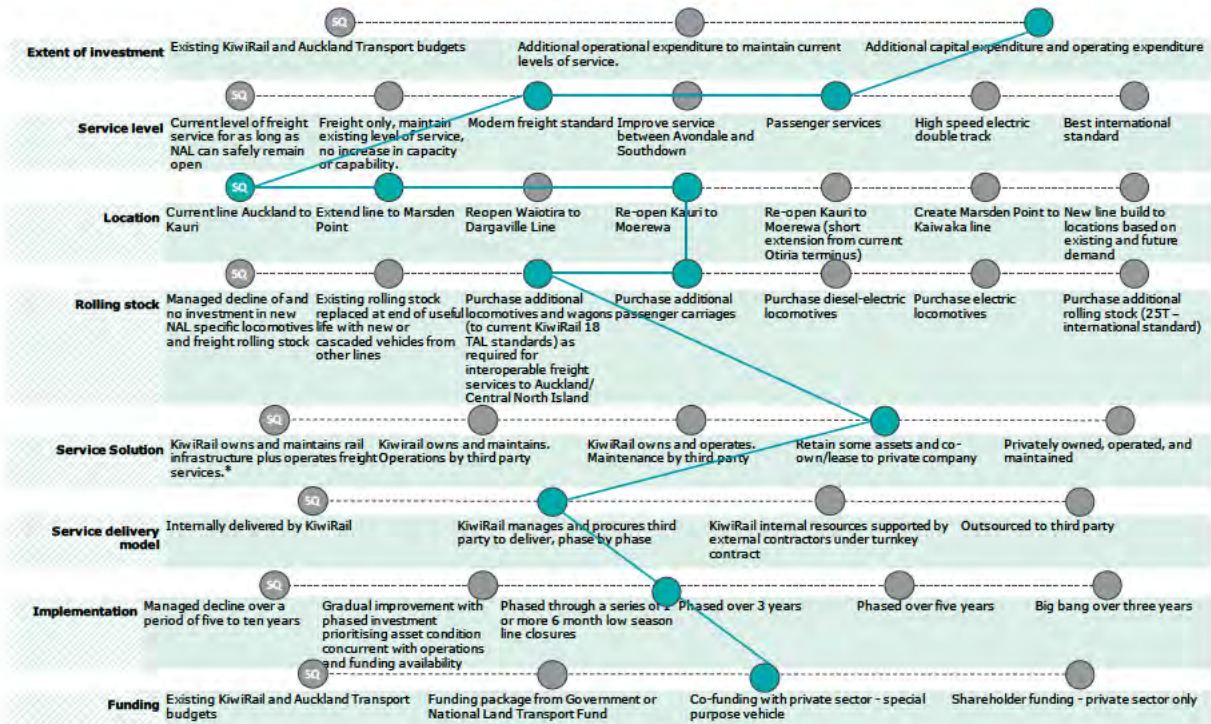 SQ
Extent of investment
Existing KiwiRail and Auckland Transport budgets
Additional operational expenditure to maintain current
levels of service.
Additional capital expenditure and operating expenditure
SQ
Service level
Current level of freight
service for as long as
NAL can safely remain
open
Freight only, maintain
existing level of service,
no increase in capacity
or capability.
Modern freight standard
Improve service
between Avondale and
Southdown
Passenger services
High speed electric
double track
Best international
standard
SQ
Location
Current line Auckland to
Kauri
Extend line to Marsden
Point
Reopen Waiotira to
Dargaville Line
Re-open Kauri to
Moerewa
Re-open Kauri to
Moerewa (short
extension from current
Otiria terminus)
Create Marsden Point to
Kaiwaka line
New line build to
locations based on
existing and future
demand
SQ
Rolling stock
Managed decline of and
no investment in new
NAL specific locomotives
and freight rolling stock
Existing rolling stock
replaced at end of useful
life with new or
cascaded vehicles from
other lines
Purchase additional
locomotives and wagons
(to current KiwiRail 18
TAL standards) as
required for
interoperable freight
services to Auckland/
Central North Island
Purchase additional
passenger carriages
Purchase diesel-electric
locomotives
Purchase electric
locomotives
Purchase additional
rolling stock (25T –
international standard)
SQ
Service Solution
KiwiRail owns and maintains rail
infrastructure plus operates freight
services.*
Kiwirail owns and maintains.
Operations by third party
KiwiRail owns and operates.
Maintenance by third party
Retain some assets and co-
own/lease to private company
Privately owned, operated, and
maintained
SQ
Service delivery
model
Internally delivered by KiwiRail
KiwiRail manages and procures third
party to deliver, phase by phase
KiwiRail internal resources supported by
external contractors under turnkey
contract
Outsourced to third party
SQ
Implementation
Managed decline over a
period of five to ten years
Gradual improvement with
phased investment
prioritising asset condition
concurrent with operations
and funding availability
Phased through a series of
or more 6 month low season
line closures
Phased over 3 years
Phased over five years
Big bang over three years
SQ
Funding
Existing KiwiRail and Auckland Transport
budgets
Funding package from Government or
National Land Transport Fund
Co-funding with private sector - special
purpose vehicle
Shareholder funding - private sector only